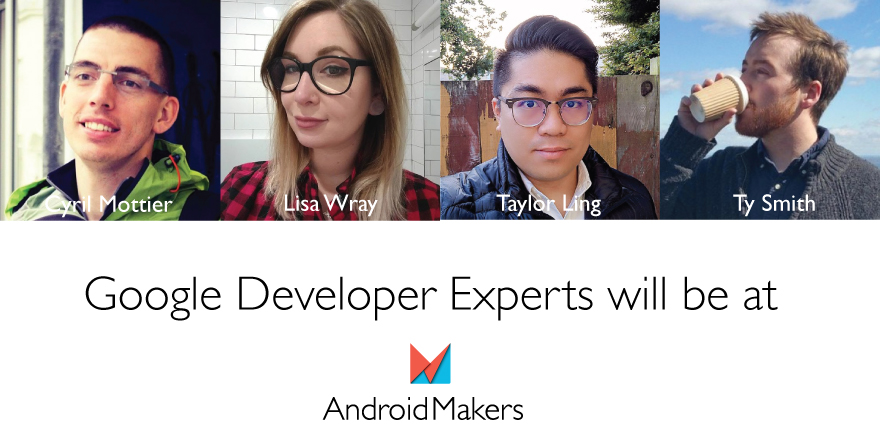 Cyril Mottier
Lisa Wray
Taylor Ling
Ty Smith
Google Developer Experts will be at
AndroidMakers